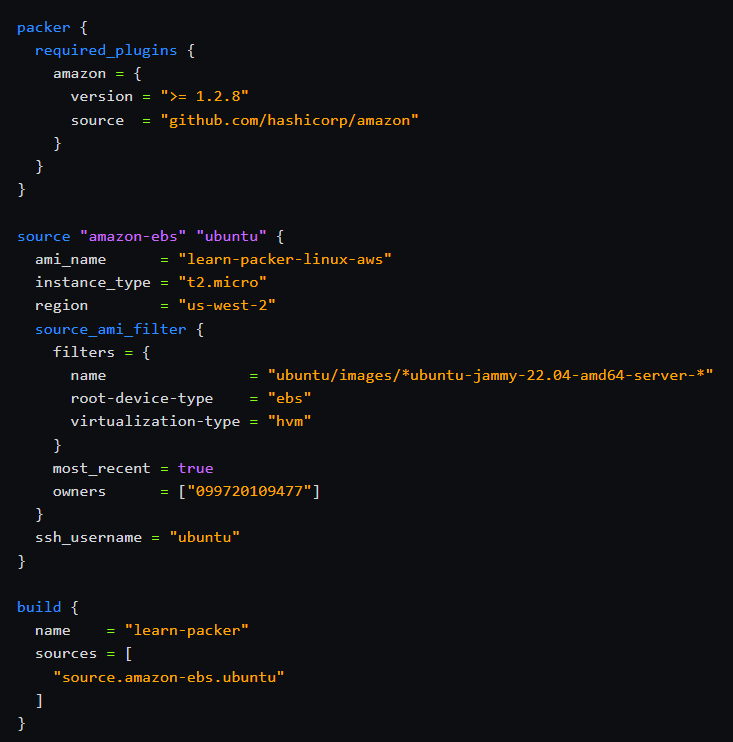 packer {
  required_plugins {
    amazon = {
      version = ">= 1.2.8"
      source  = "github.com/hashicorp/amazon"
    }
  }
}

source "amazon-ebs" "ubuntu" {
  ami_name      = "learn-packer-linux-aws"
  instance_type = "t2.micro"
  region        = "us-west-2"
  source_ami_filter {
    filters = {
      name                = "ubuntu/images/*ubuntu-jammy-22.04-amd64-server-*"
      root-device-type    = "ebs"
      virtualization-type = "hvm"
    }
    most_recent = true
    owners      = ["099720109477"]
  }
  ssh_username = "ubuntu"
}

build {
  name    = "learn-packer"
  sources = [
    "source.amazon-ebs.ubuntu"
  ]
}